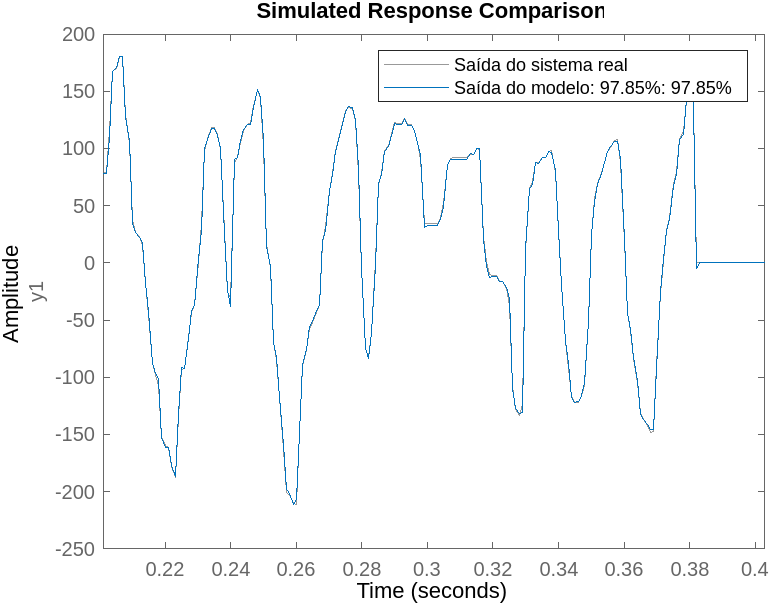 Simulated Response Comparison
200
150
100
50
0
-50
-100
-150
-200
-250
Amplitude
y1
Saída do sistema real
Saída do modelo: 97.85%: 97.85%
0.22 0.24 0.26 0.28 0.3 0.32 0.34 0.36 0.38 0.4
Time (seconds)